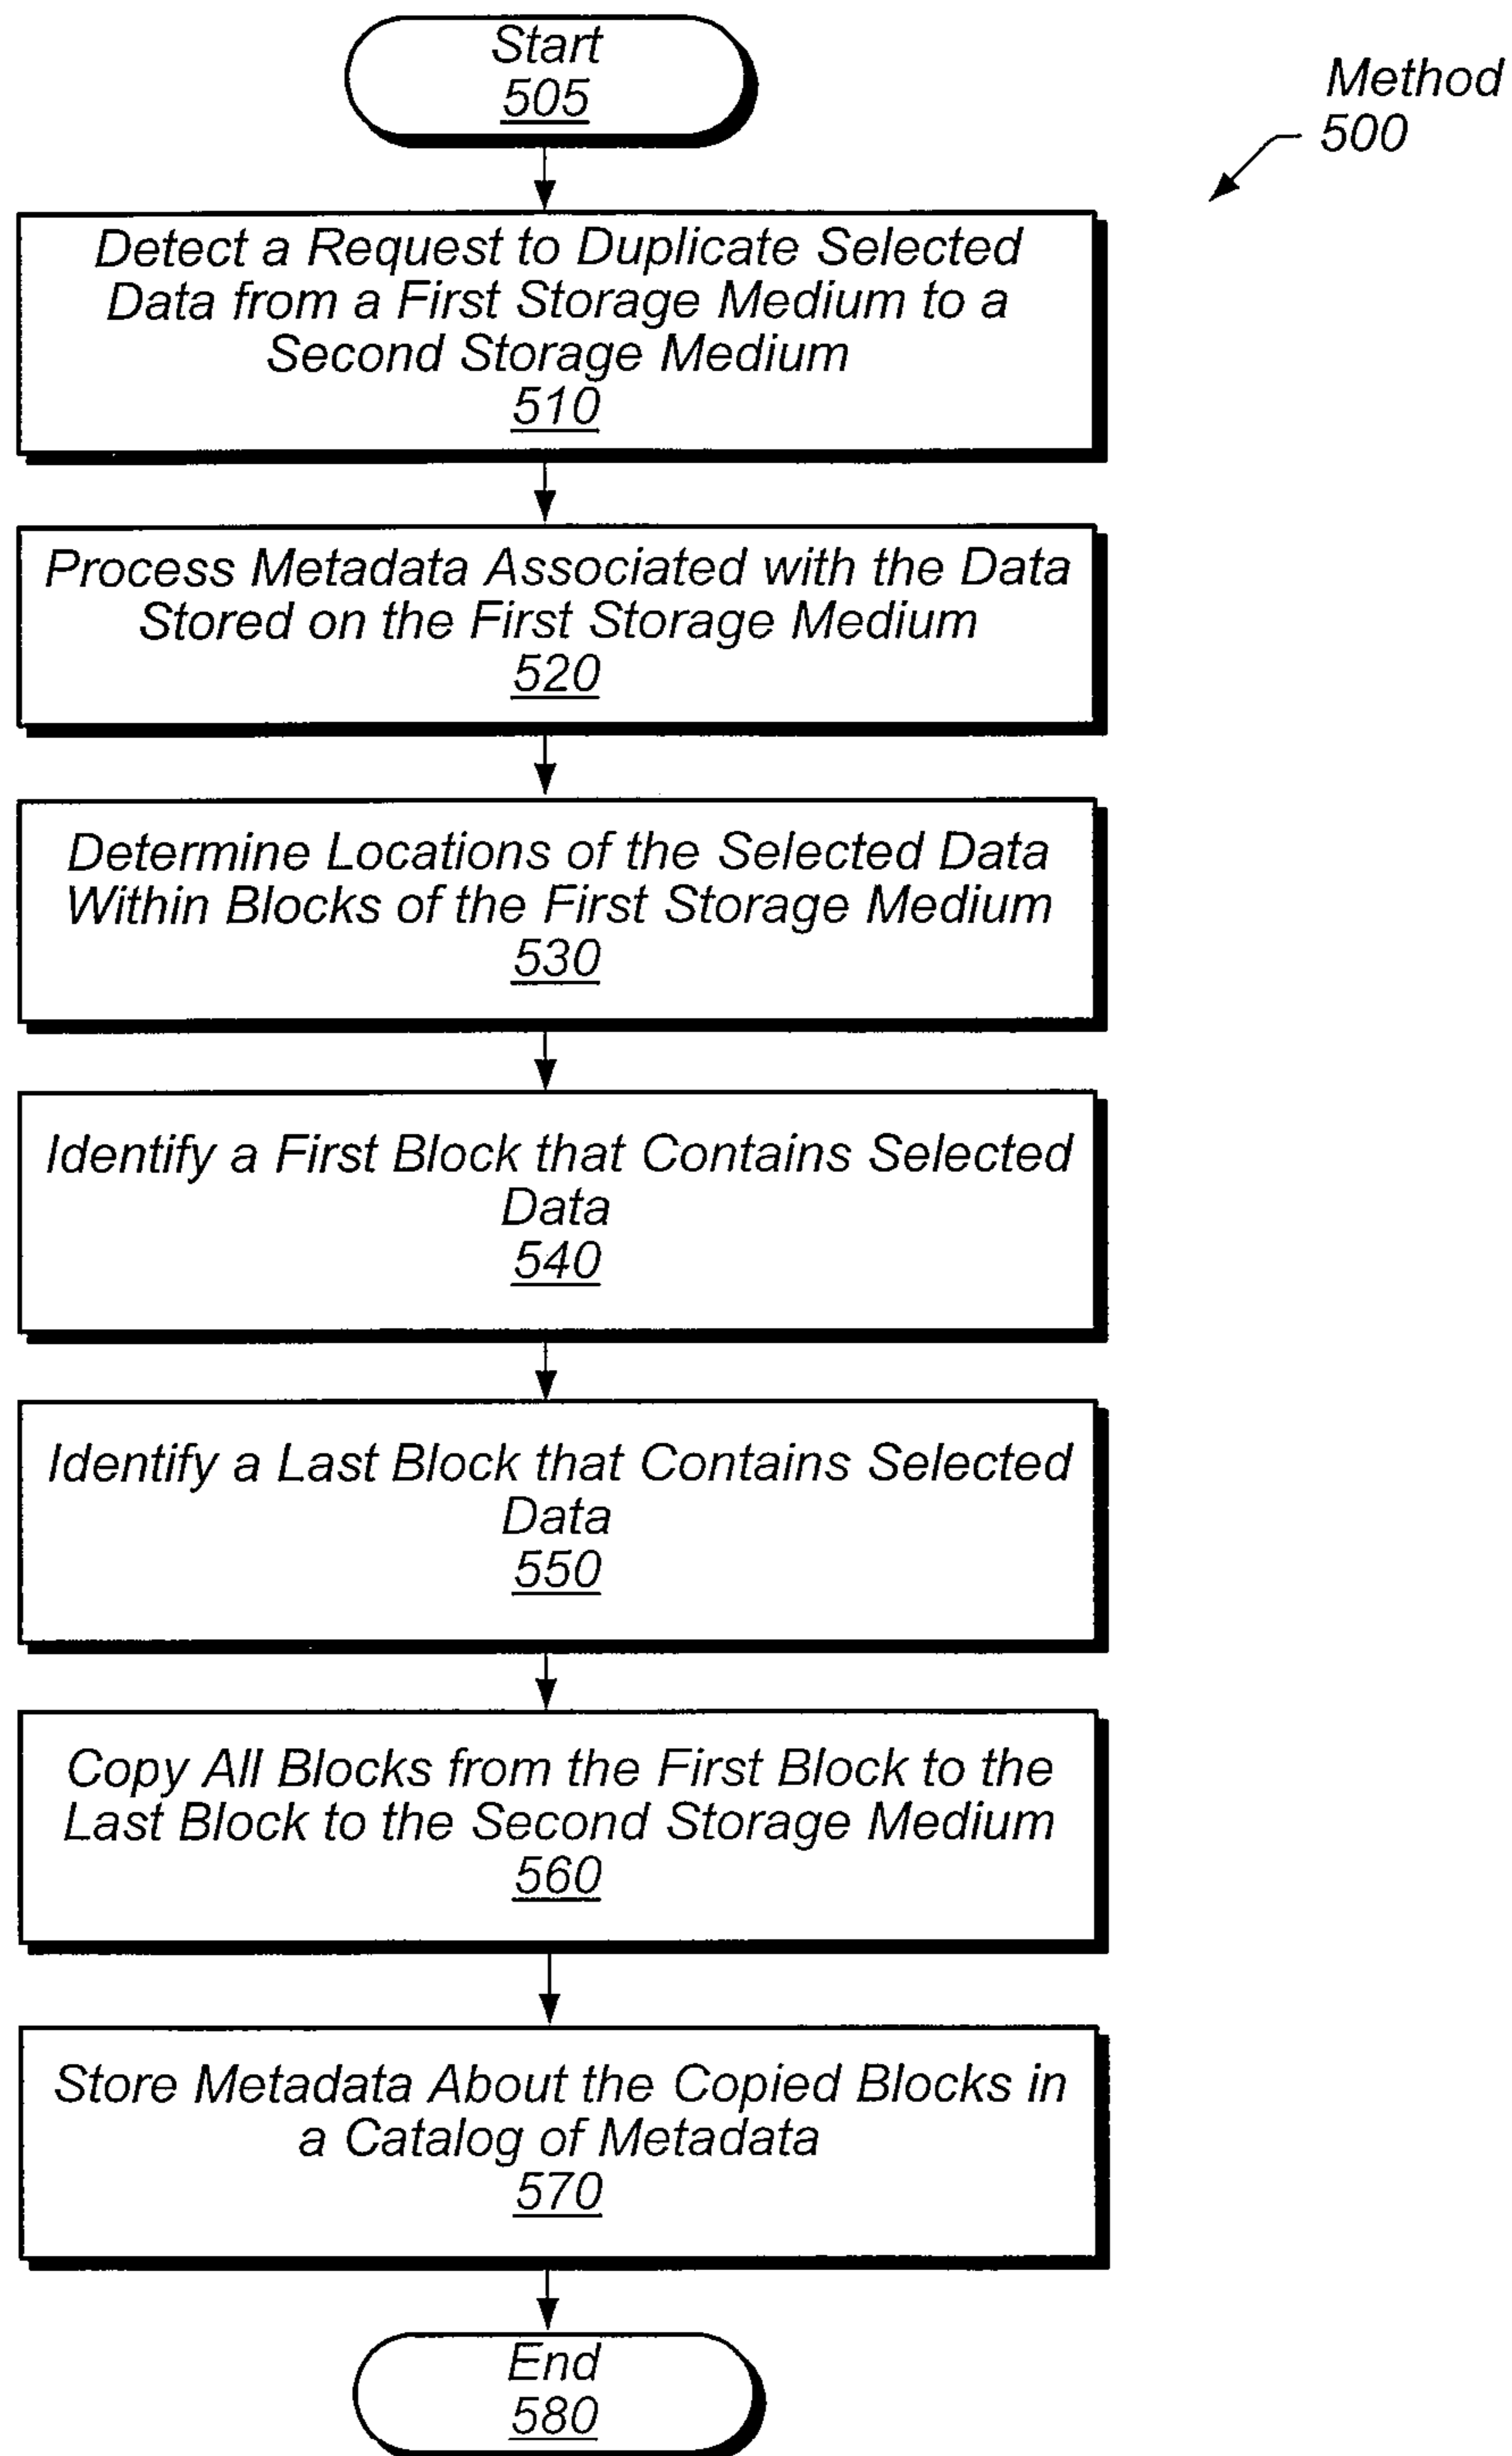 Start
505
Method
500
Detect a Request to Duplicate Selected
Data from a First Storage Medium to a
Second Storage Medium
510
Process Metadata Associated with the Data
Stored on the First Storage Medium
520
Determine Locations of the Selected Data
Within Blocks of the First Storage Medium
530
Identify a First Block that Contains Selected
Data
540
Identify a Last Block that Contains Selected
Data
550
Copy All Blocks from the First Block to the
Last Block to the Second Storage Medium
560
Store Metadata About the Copied Blocks in
a Catalog of Metadata
570
End
580